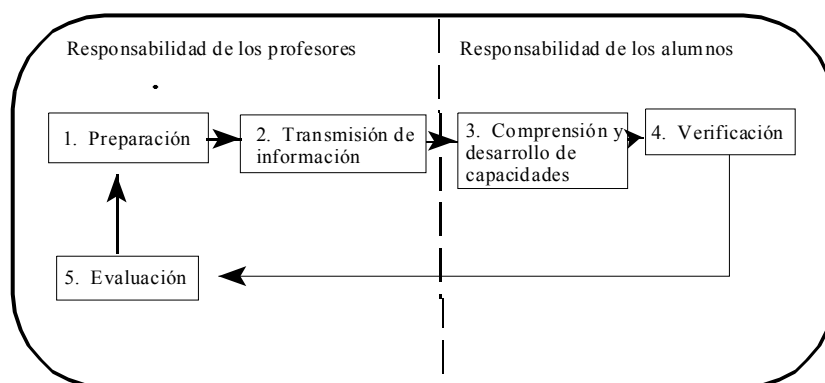 Responsabilidad de los profesores
Responsabilidad de los alumnos
1. Preparación
2. Transmisión de
información
3. Comprensión y
desarrollo de
capacidades
4. Verificación
5. Evaluación